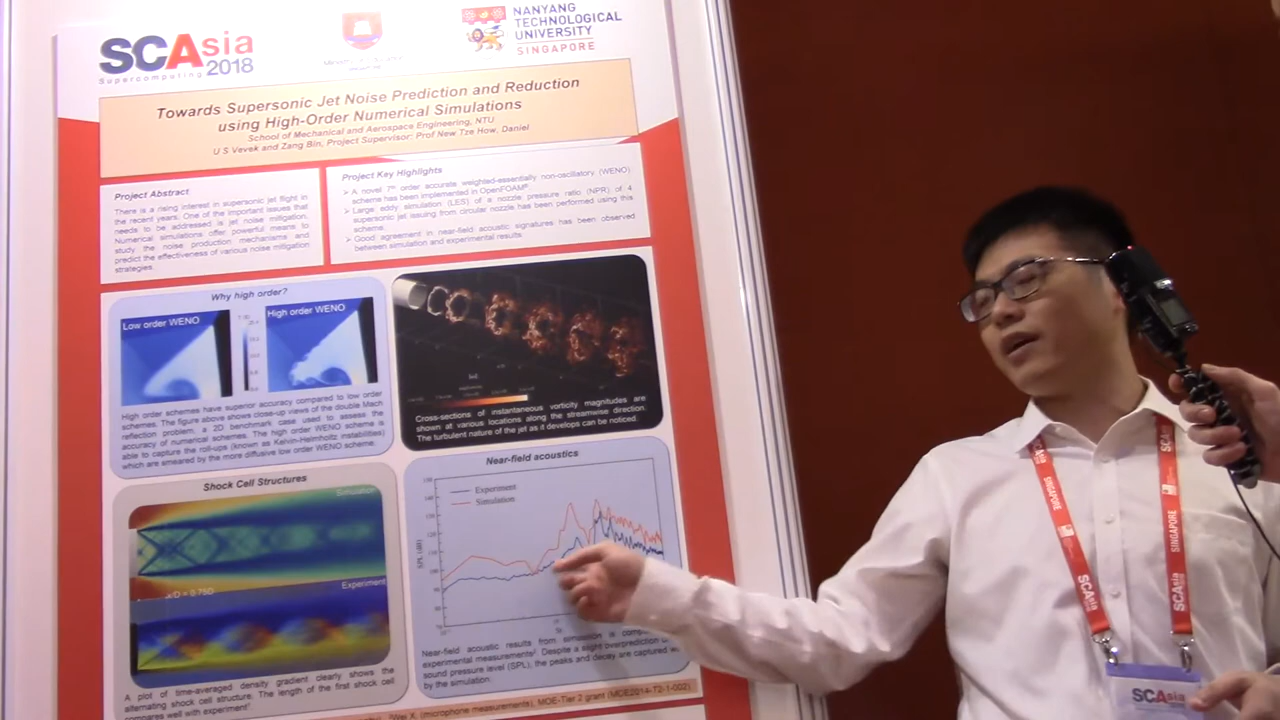 SCAsia
Supercomputing 2018
NANYANG
TECHNOLOGICAL
UNIVERSITY
SINGAPORE
Towards Supersonic Jet Noise Prediction and Reduction
using High-Order Numerical Simulations
School of Mechanical and Aerospace Engineering, NTU
U S Vevek and Zang Bin, Project Supervisor: Prof New Tze How, Daniel
Project Abstract
There is a rising interest in supersonic jet flight in
the recent years. One of the important issues that
needs to be addressed is jet noise mitigation.
Numerical simulations offer powerful means to
study the noise production mechanisms and
predict the effectiveness of various noise mitigation
strategies.
Project Key Highlights
➢ A novel 7th order accurate weighted-essentially non-oscillatory (WENO)
scheme has been implemented in OpenFOAM®
➢ Large eddy simulation (LES) of a nozzle pressure ratio (NPR) of 4
supersonic jet issuing from circular nozzle has been performed using this
scheme.
➢ Good agreement in near-field acoustic signatures has been observed
between simulation and experimental results.
Why high order?
Low order WENO
High order WENO
High order schemes have superior accuracy compared to low order
schemes. The figure above shows close-up views of the double Mach
reflection problem, a 2D benchmark case used to assess the
accuracy of numerical schemes. The high order WENO scheme is
able to capture the roll-ups (known as Kelvin-Helmholtz instabilities)
which are smeared by the more diffusive low order WENO scheme.
Cross-sections of instantaneous vorticity magnitudes are
shown at various locations along the streamwise direction.
The turbulent nature of the jet as it develops can be noticed.
Shock Cell Structures
Simulation
Experiment
x/D = 0.75D
A plot of time-averaged density gradient clearly shows the
alternating shock cell structure. The length of the first shock cell
compares well with experiment
Near-field acoustics
Experiment
Simulation
SPL (dB)
St
Near-field acoustic results from simulation is
experimental measurements. Despite a slight overprediction
sound pressure level (SPL), the peaks and decay are captured
by the simulation.
Wei X. (microphone measurements), MOE-Tier 2 grant (MOE2014-T2-1-002)
SCAsia
SINGAPORE
SCAsia
SCAsia
SINGAPORE
SCAsia
SCAsia